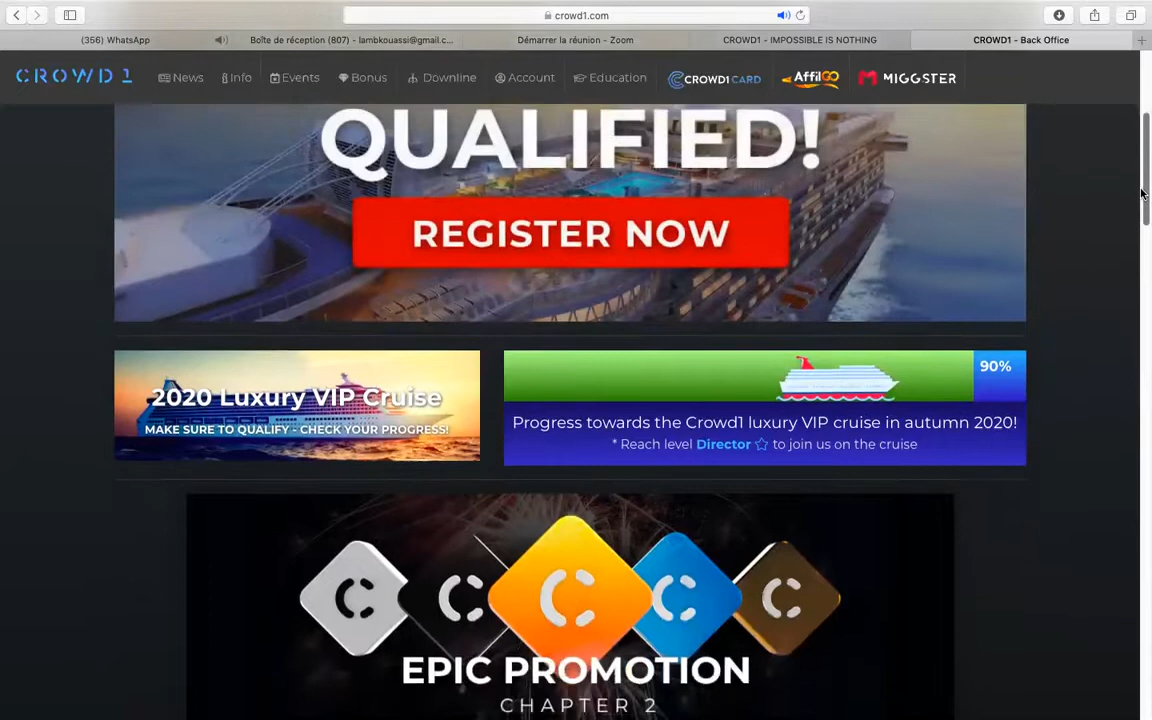 crowd1.com
(356) WhatsApp
Boîte de réception (807) - lambkouassi@gmail.c...
Démarrer la réunion - Zoom
CROWD1 - IMPOSSIBLE IS NOTHING
CROWD1 - Back Office
CROWD1
News
Info
Events
Bonus
Downline
Account
Education
CROWD1CARD
AffilGO
MIGGSTER
QUALIFIED!
REGISTER NOW
2020 Luxury VIP Cruise
MAKE SURE TO QUALIFY - CHECK YOUR PROGRESS!
90%
Progress towards the Crowd1 luxury VIP cruise in autumn 2020!
* Reach level Director ☆ to join us on the cruise
EPIC PROMOTION
CHAPTER 2